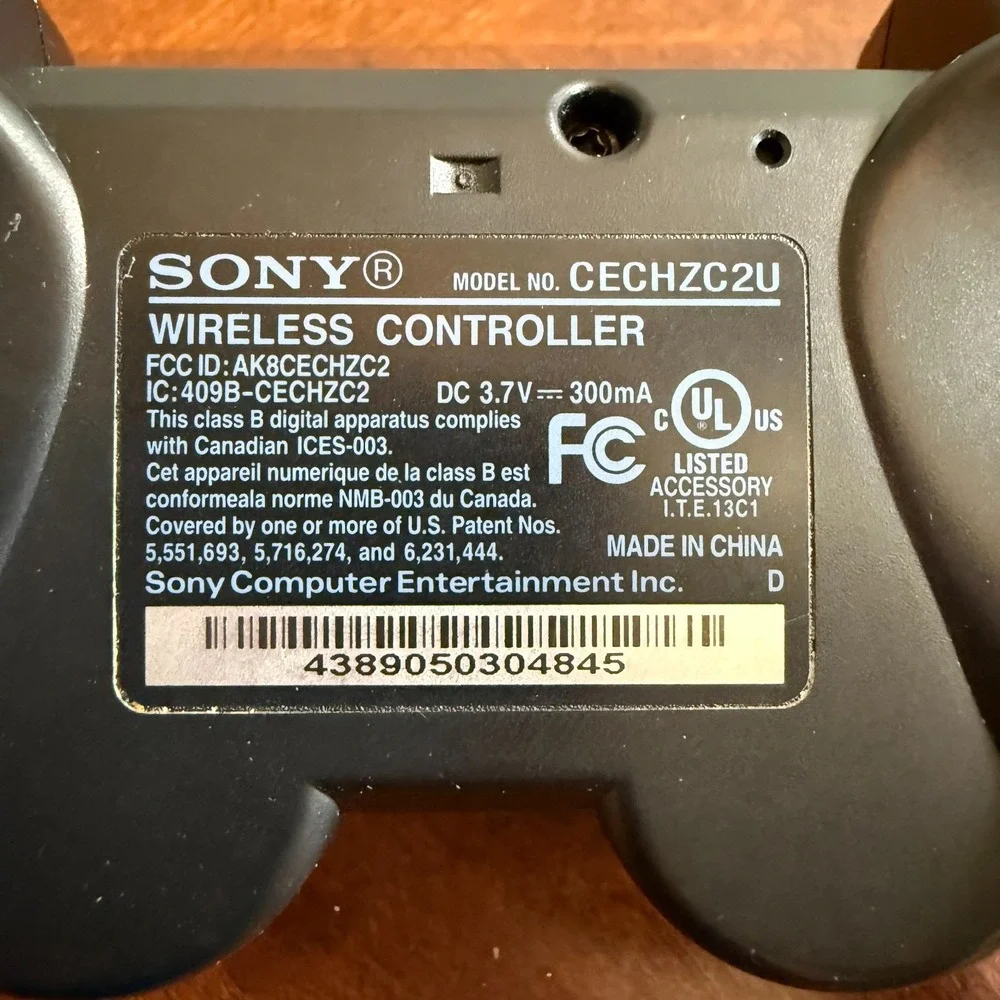 SONY® MODEL NO. CECHZC2U
WIRELESS CONTROLLER
FCC ID: AK8CECHZC2
IC: 409B-CECHZC2 DC 3.7V⎓300mA
This class B digital apparatus complies
with Canadian ICES-003.
Cet appareil numerique de la class B est
conformeala norme NMB-003 du Canada.
Covered by one or more of U.S. Patent Nos.
5,551,693, 5,716,274, and 6,231,444.
FC
C UL® US
LISTED
ACCESSORY
I.T.E.13C1
MADE IN CHINA
Sony Computer Entertainment Inc. D
4389050304845